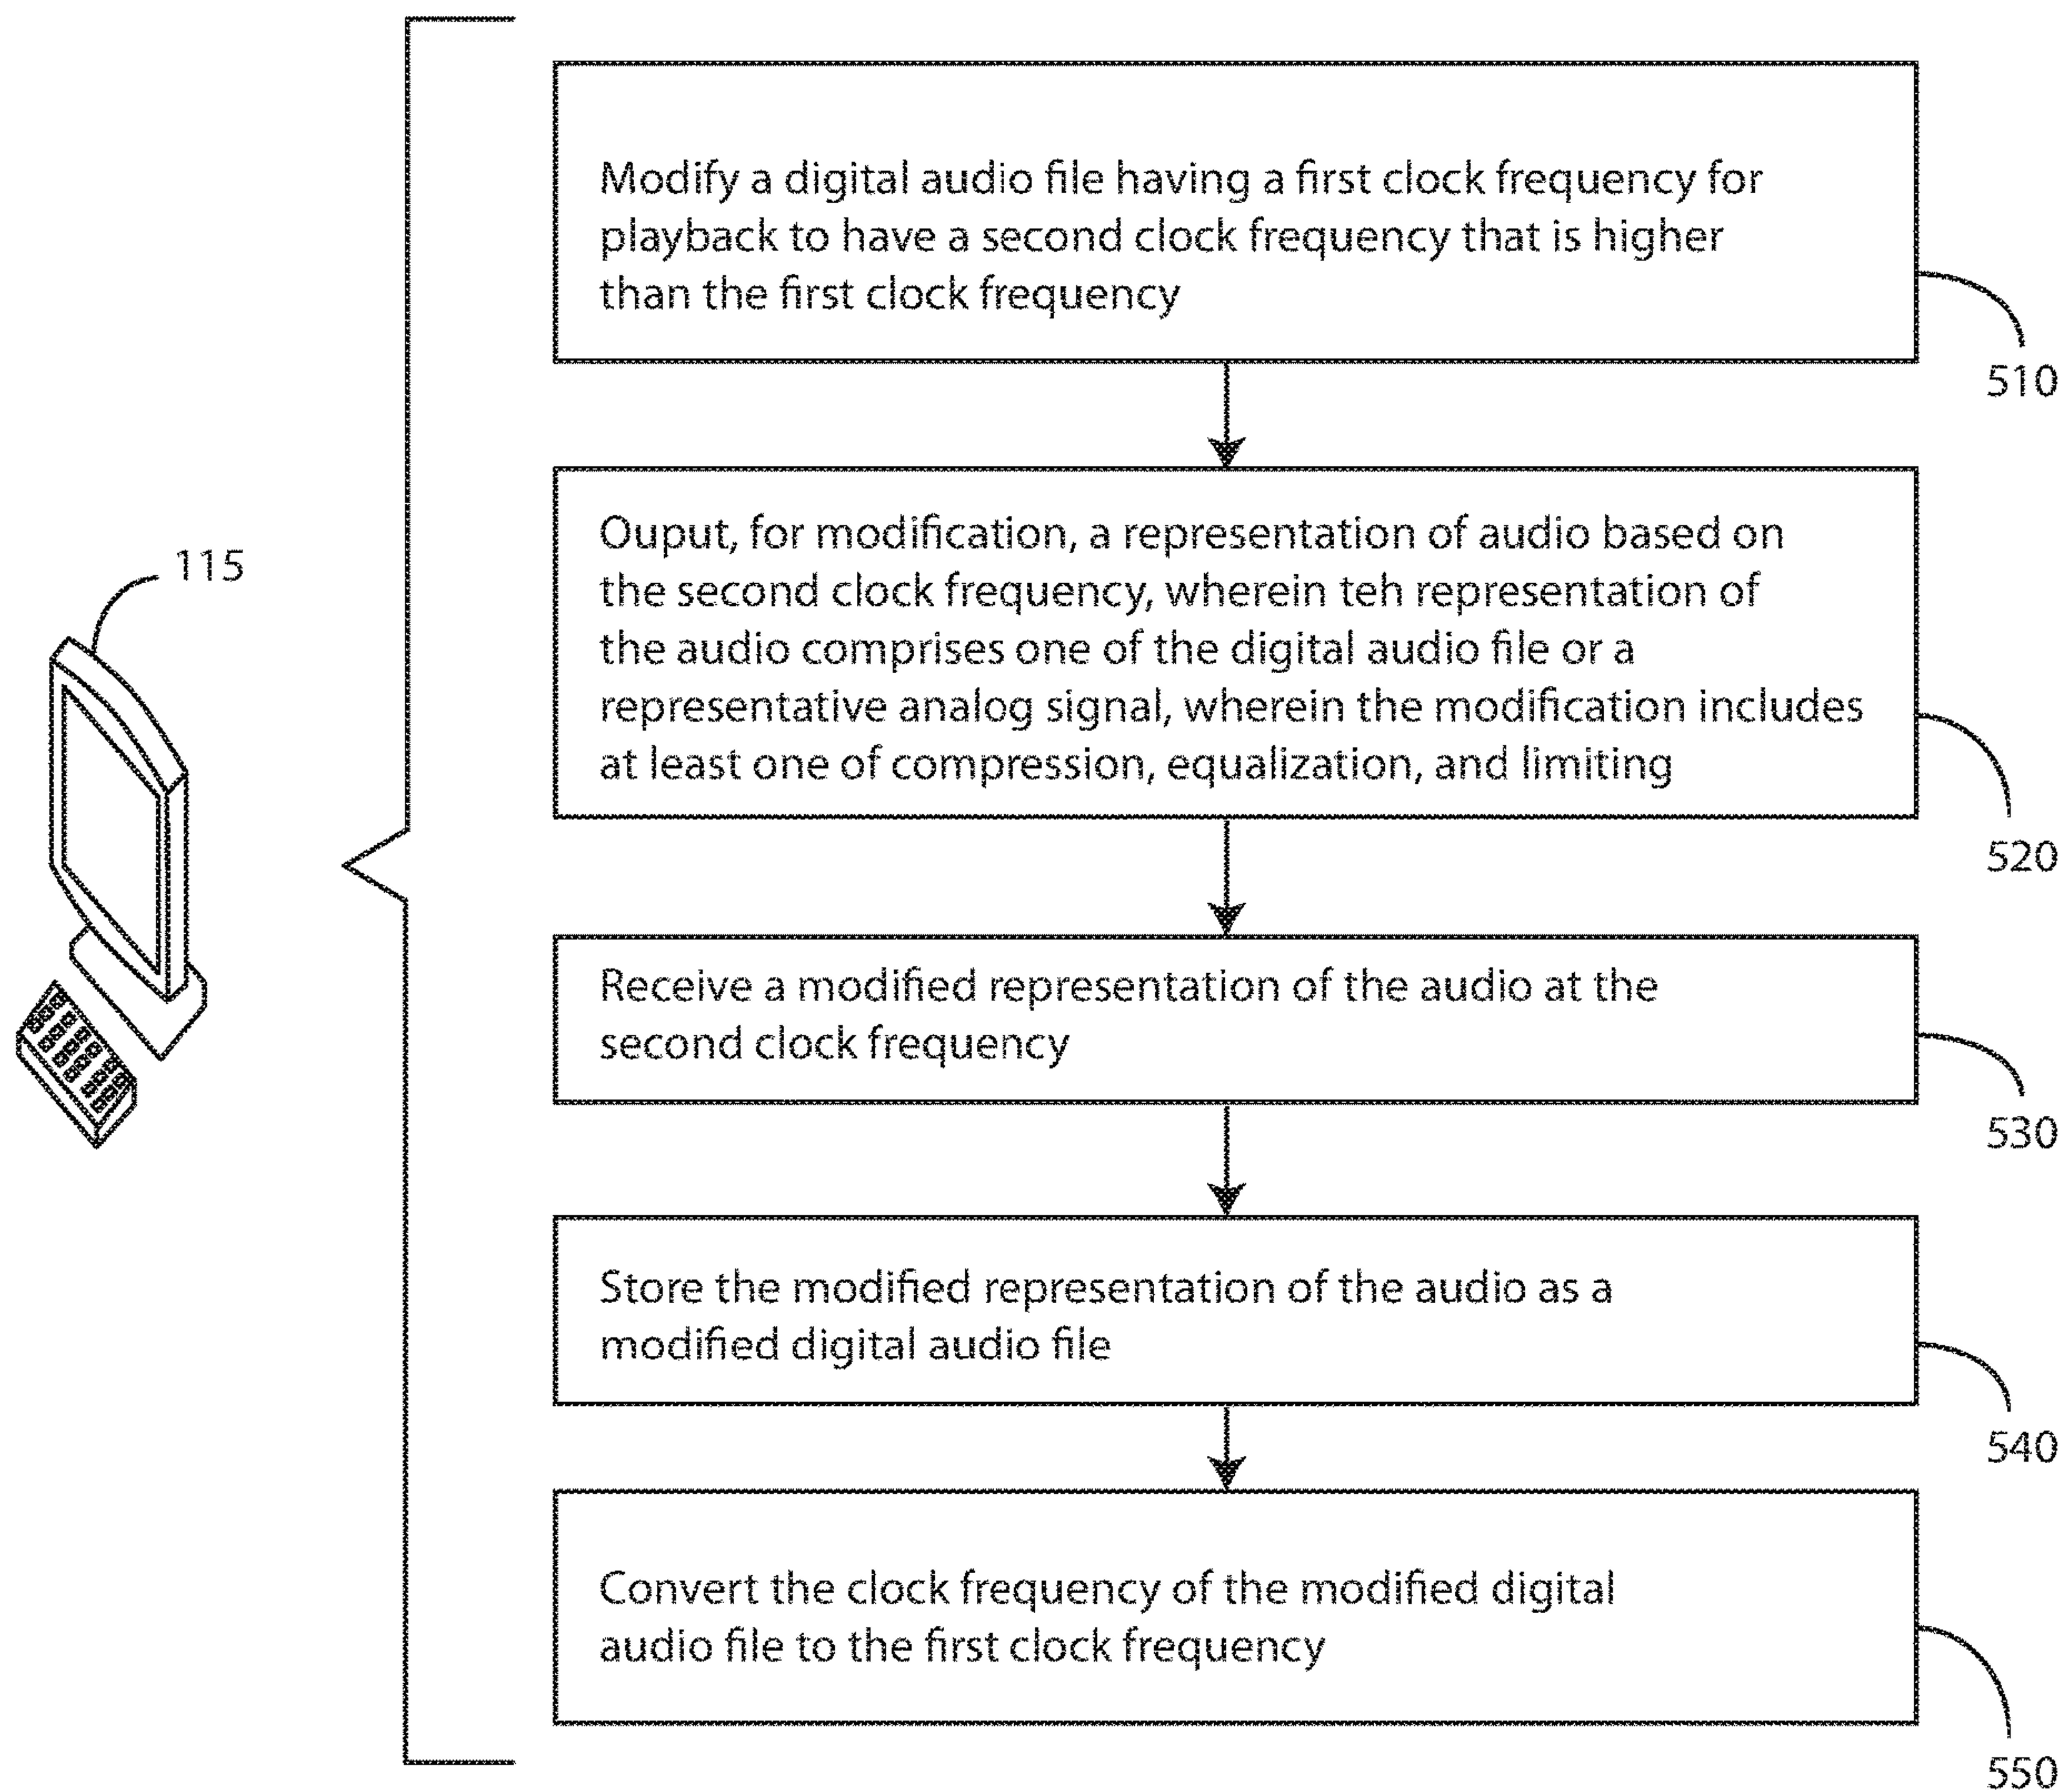 Modify a digital audio file having a first clock frequency for
playback to have a second clock frequency that is higher
than the first clock frequency
510
115
Ouput, for modification, a representation of audio based on
the second clock frequency, wherein teh representation of
the audio comprises one of the digital audio file or a
representative analog signal, wherein the modification includes
at least one of compression, equalization, and limiting
520
Receive a modified representation of the audio at the
second clock frequency
530
Store the modified representation of the audio as a
modified digital audio file
540
Convert the clock frequency of the modified digital
audio file to the first clock frequency
550